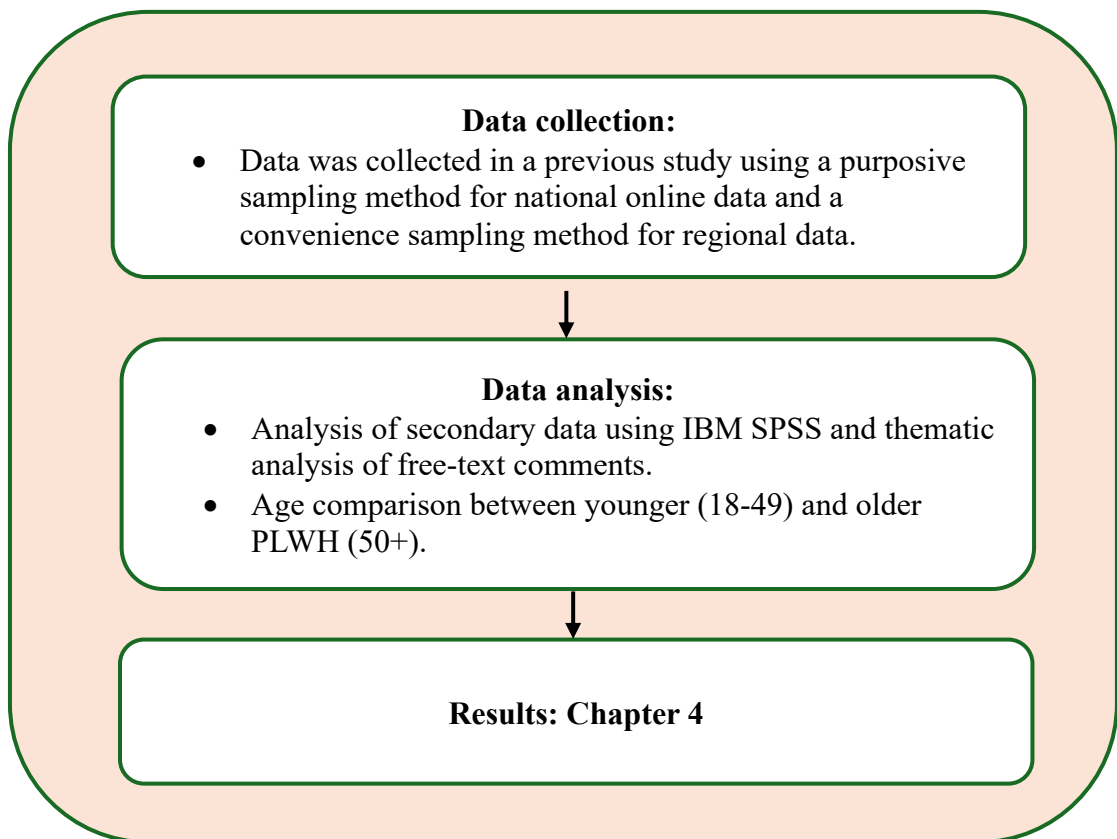 Data collection:
• Data was collected in a previous study using a purposive
sampling method for national online data and a
convenience sampling method for regional data.
Data analysis:
• Analysis of secondary data using IBM SPSS and thematic
analysis of free-text comments.
• Age comparison between younger (18-49) and older
PLWH (50+).
Results: Chapter 4